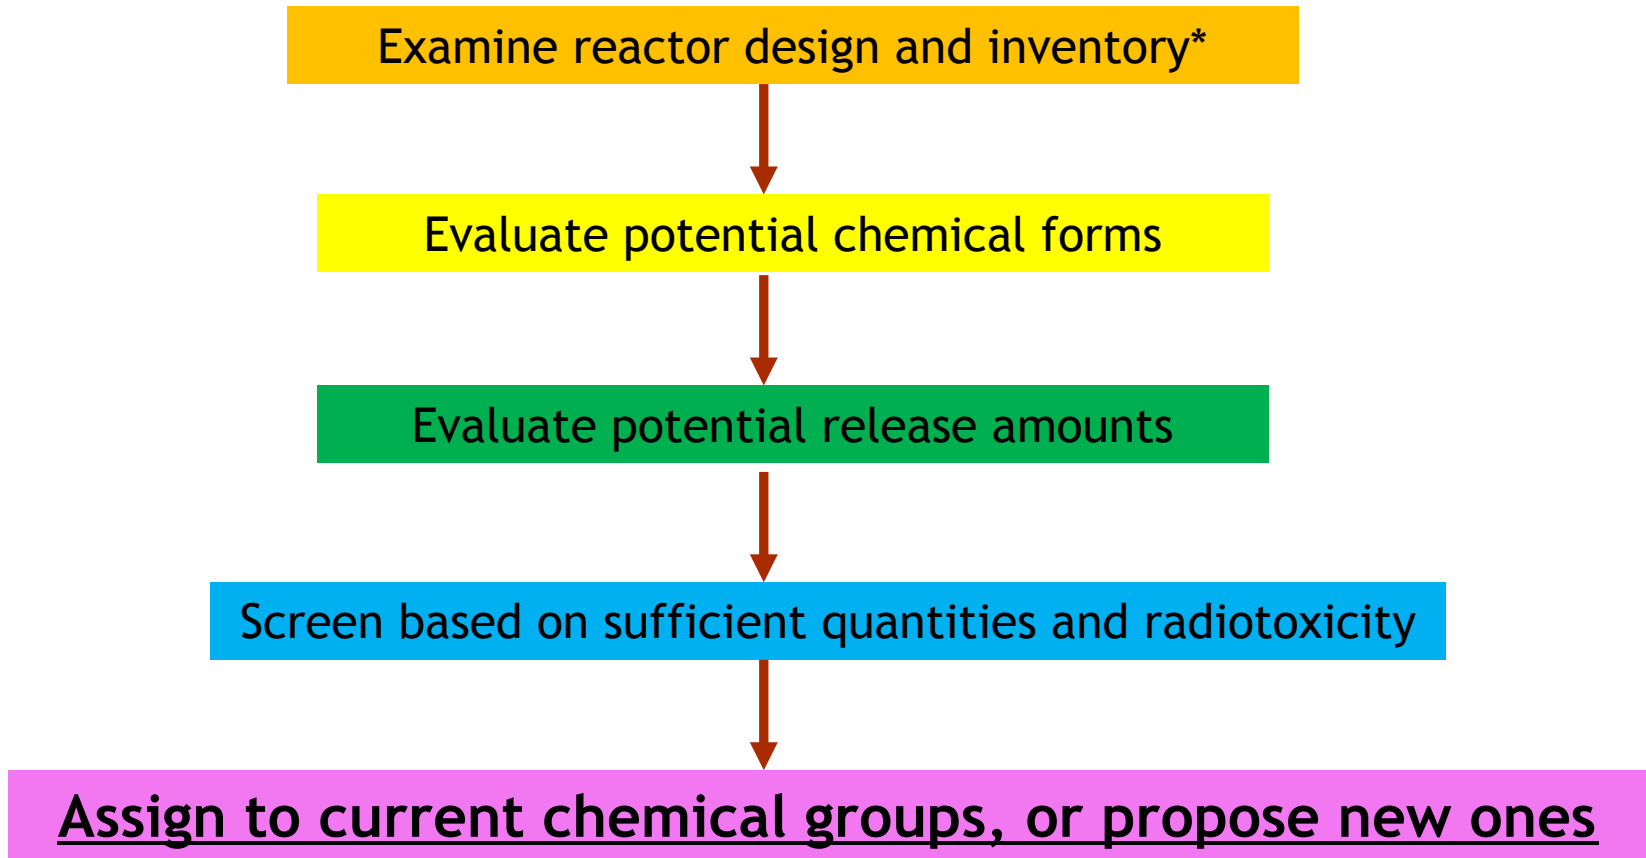 Examine reactor design and inventory*
Evaluate potential chemical forms
Evaluate potential release amounts
Screen based on sufficient quantities and radiotoxicity
Assign to current chemical groups, or propose new ones